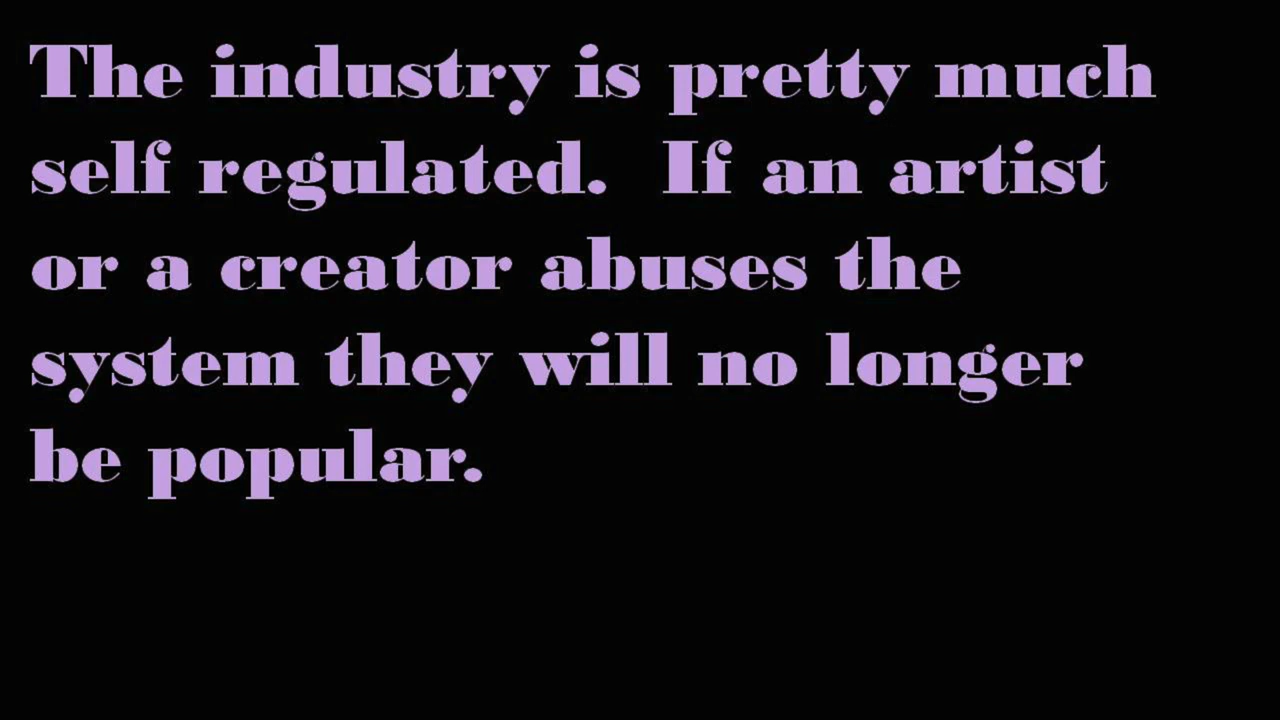 The industry is pretty much
self regulated.  If an artist
or a creator abuses the
system they will no longer
be popular.